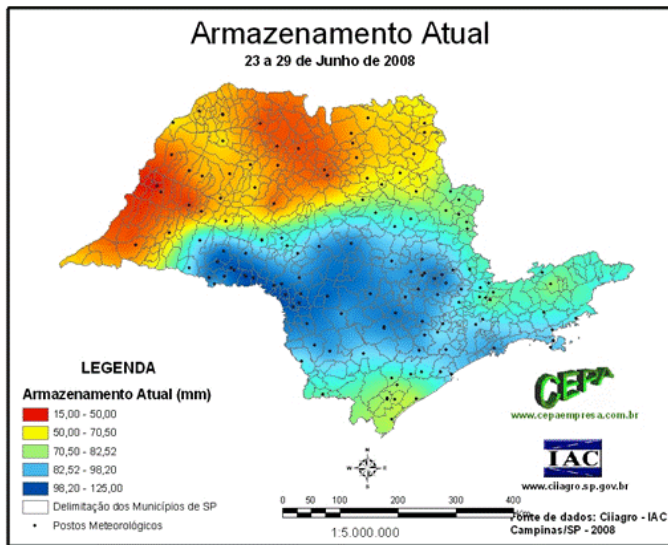 Armazenamento Atual
23 a 29 de Junho de 2008
LEGENDA
Armazenamento Atual (mm)
15,00 - 50,00
50,00 - 70,50
70,50 - 82,52
82,52 - 98,20
98,20 - 125,00
Delimitação dos Municípios de SP
Postos Meteorológicos
N
W E
S
CEPA
www.cepaempresa.com.br
IAC
www.ciiagro.sp.gov.br
0 50 100 200 300 400
1:5.000.000
Fonte de dados: Ciiagro - IAC
Campinas/SP - 2008